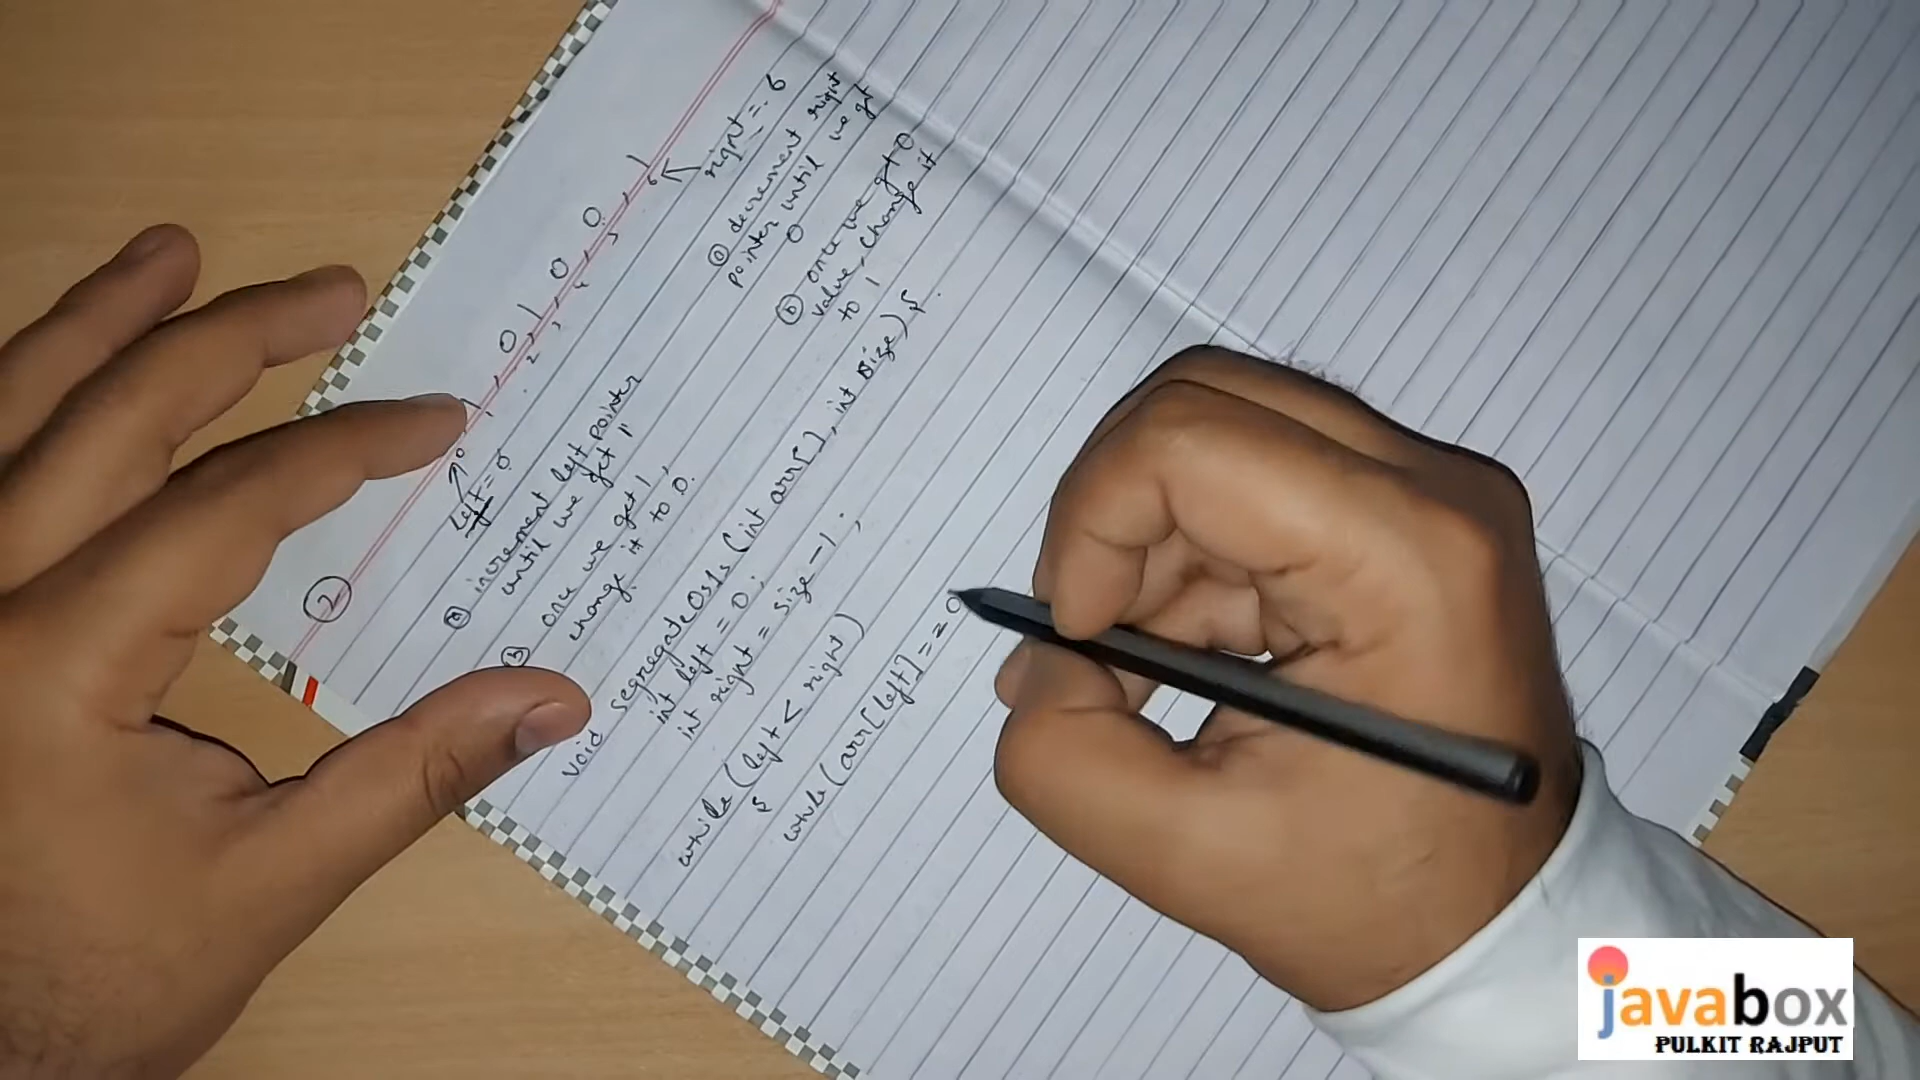 ②
1, 0, 1, 0, 0, 1
0 1 2 3 4 5 6
left = 0
right = 6
ⓐ increment left pointer
until we get "
ⓑ once we get 1,
change it to 0.
ⓐ decrement right
pointer until we get
0
ⓑ once we get 0
value, change it
to 1
void segregate0s1s (int arr[], int size) {
int left = 0;
int right = size - 1;
while (left < right)
{
while (arr[left] == 0
javabox
PULKIT RAJPUT